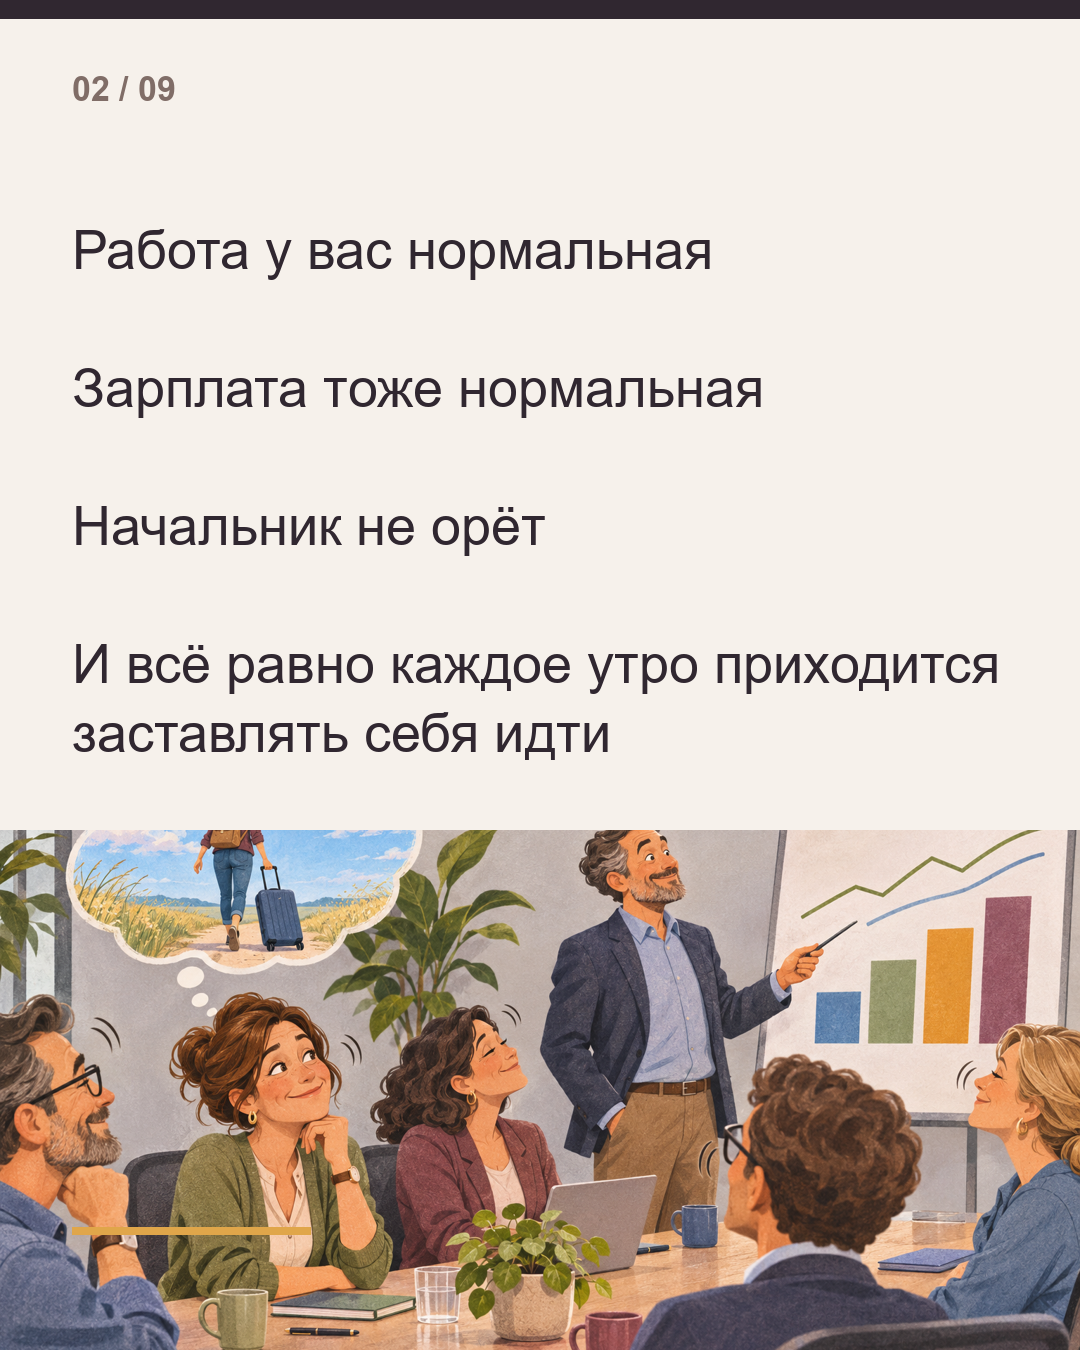 02 / 09
Работа у вас нормальная
Зарплата тоже нормальная
Начальник не орёт
И всё равно каждое утро приходится
заставлять себя идти